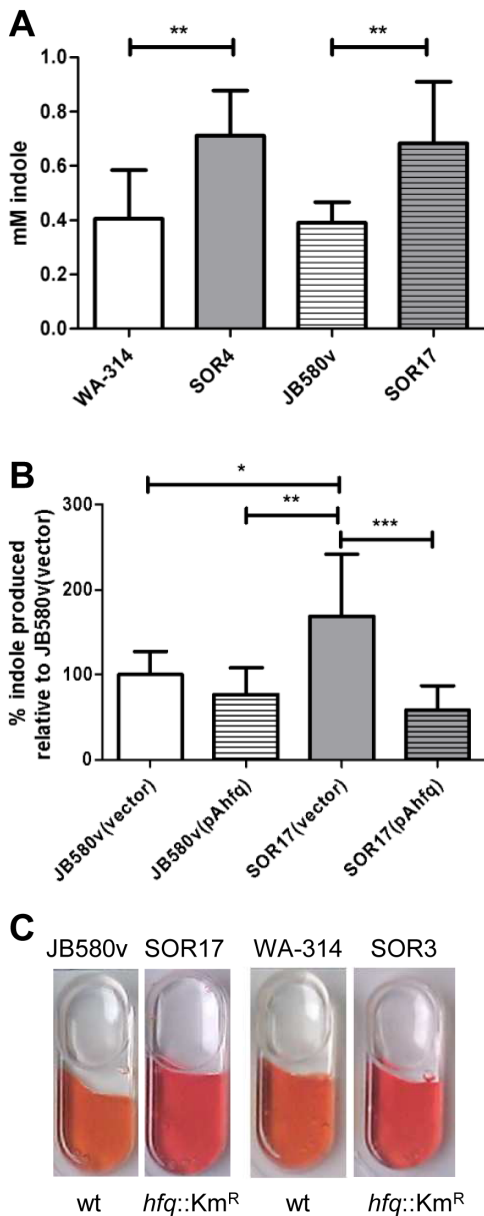 A
** **
mM indole
1.0
0.8
0.6
0.4
0.2
0.0
WA-314 SOR4 JB580v SOR17
B
*
**
***
% indole produced
relative to JB580v(vector)
300
200
100
0
JB580v(vector) JB580v(pAhfq) SOR17(vector) SOR17(pAhfq)
C
JB580v SOR17 WA-314 SOR3
wt hfq::Kmᴿ wt hfq::Kmᴿ